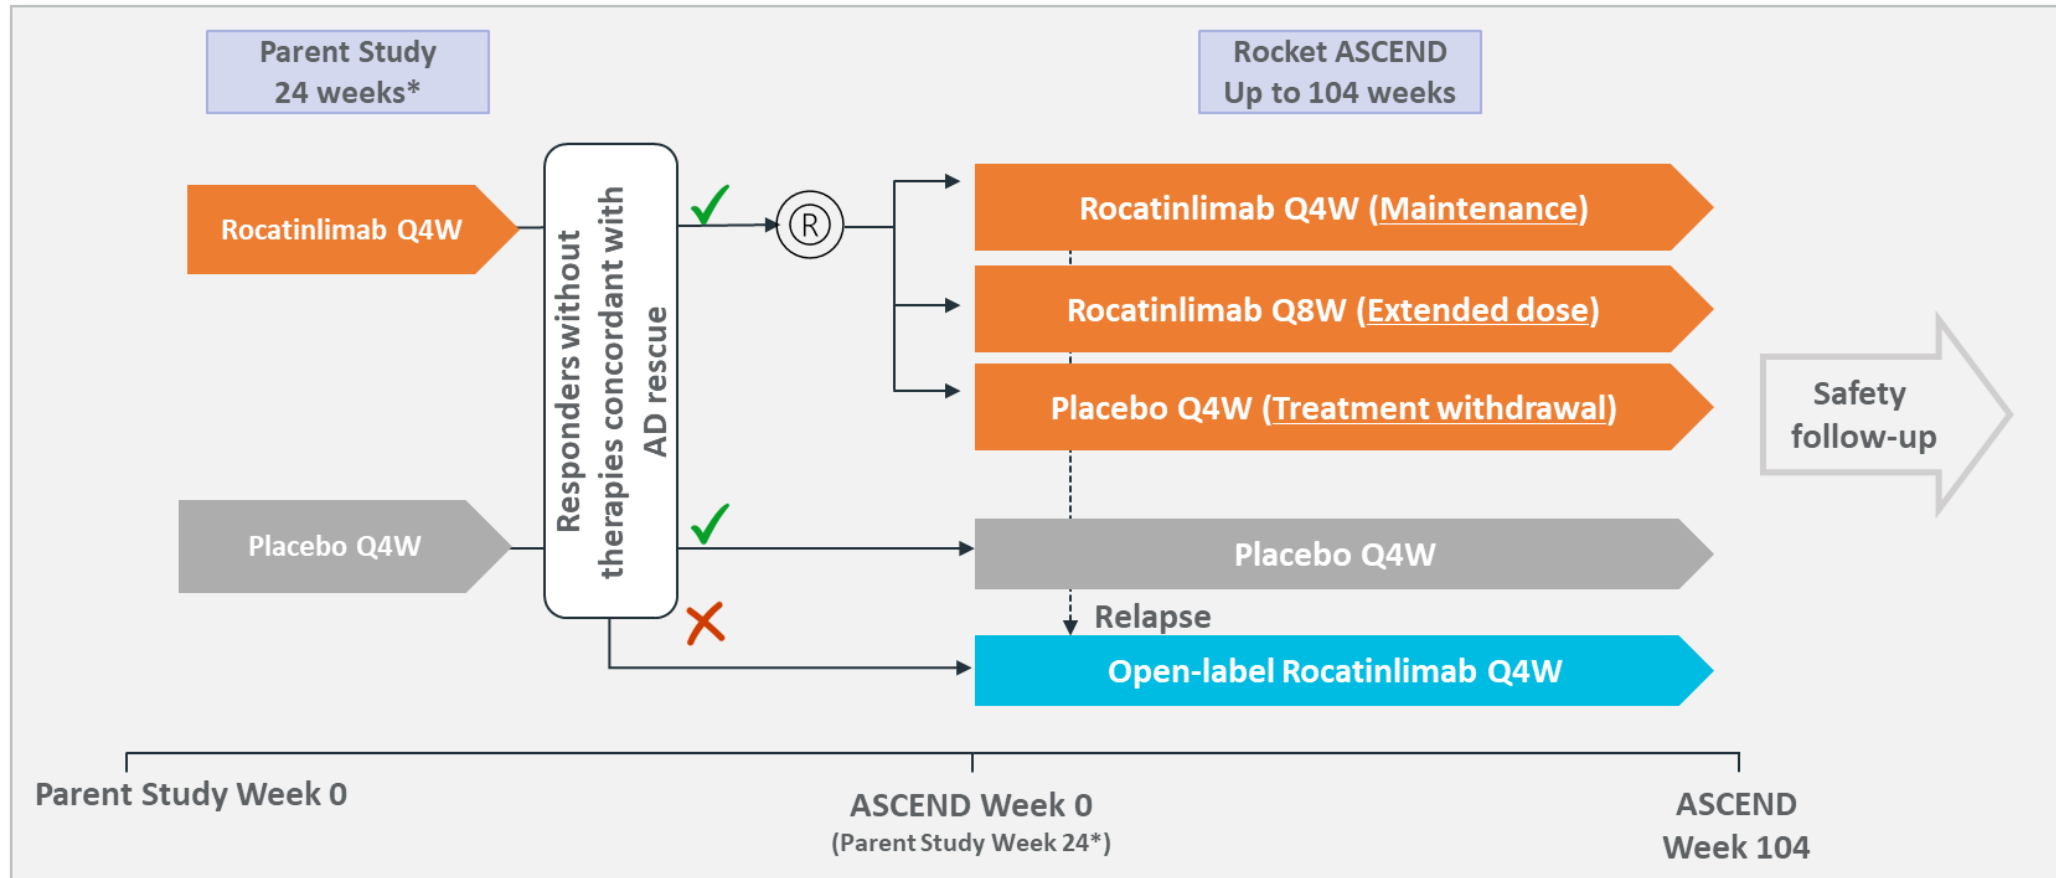 Parent Study
24 weeks*
Rocket ASCEND
Up to 104 weeks
Rocatinlimab Q4W
Placebo Q4W
Responders without
therapies concordant with
AD rescue
R
Rocatinlimab Q4W (Maintenance)
Rocatinlimab Q8W (Extended dose)
Placebo Q4W (Treatment withdrawal)
Placebo Q4W
Relapse
Open-label Rocatinlimab Q4W
Safety
follow-up
Parent Study Week 0
ASCEND Week 0
(Parent Study Week 24*)
ASCEND
Week 104